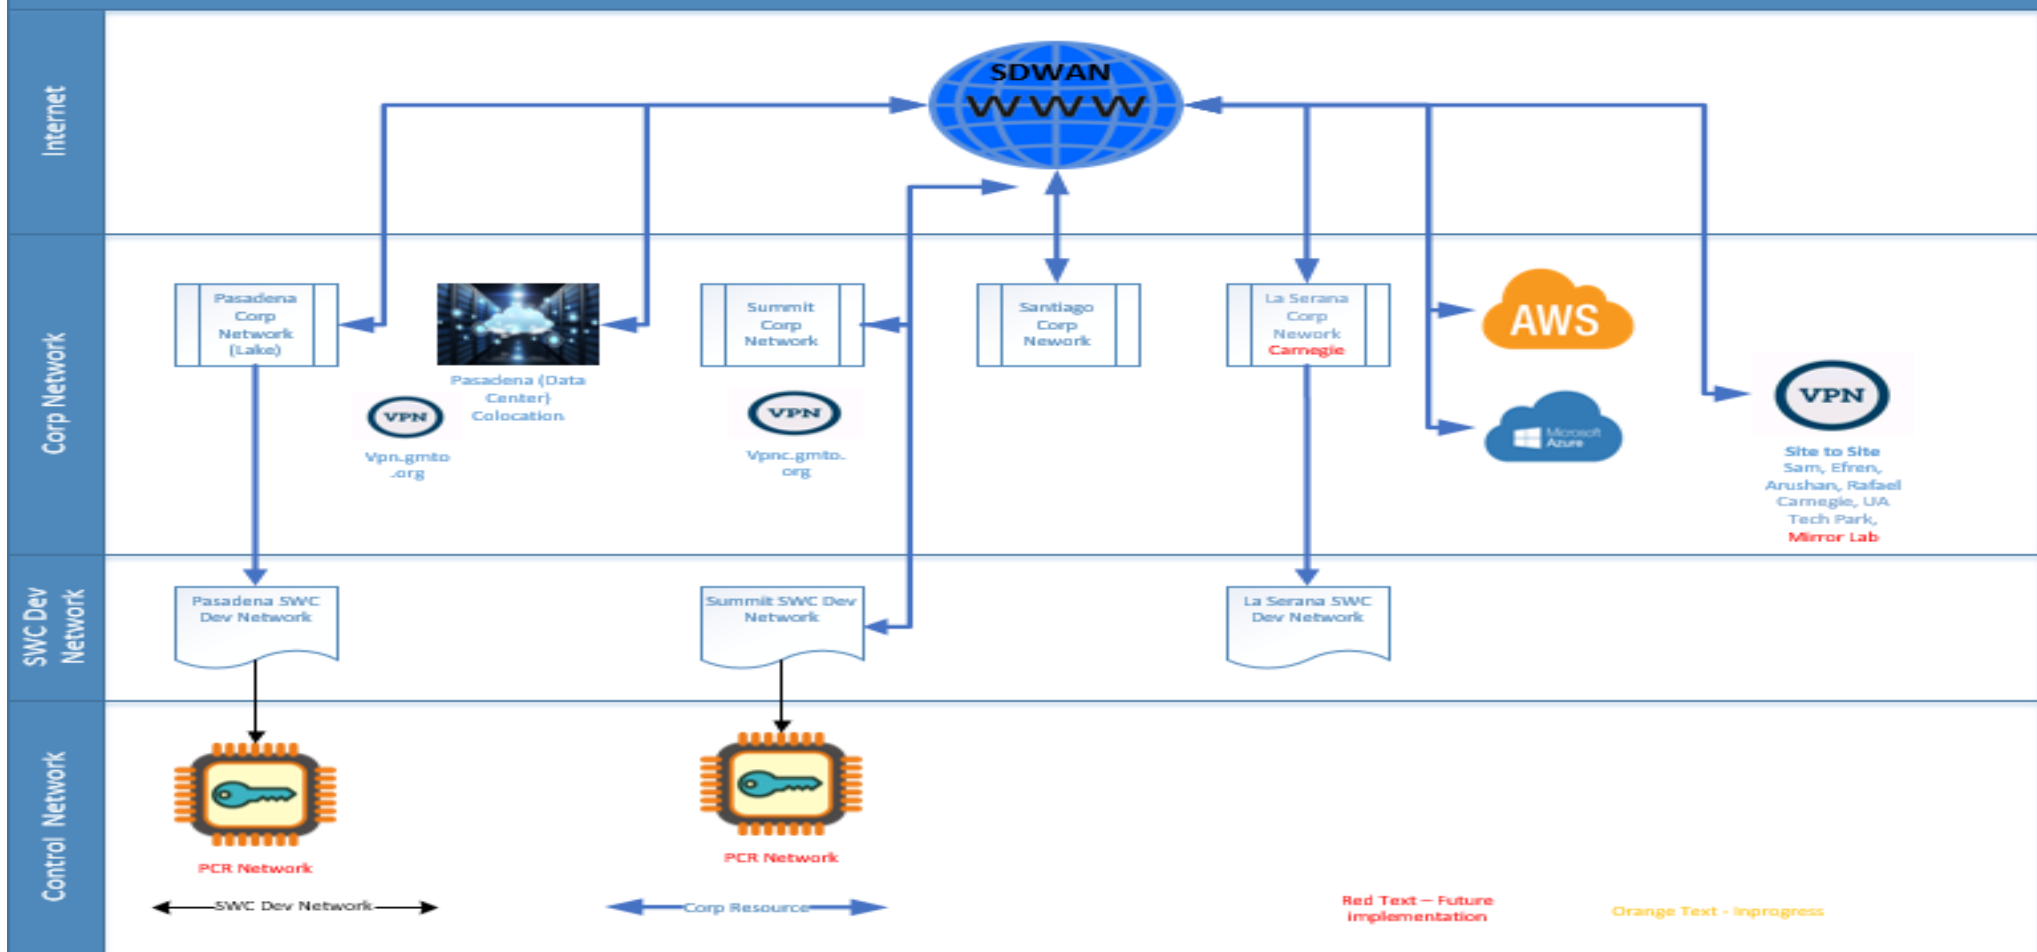 Internet
SDWAN
WWW
Corp Network
Pasadena
Corp
Network
(Lake)
Pasadena (Data
Center)
Colocation
VPN
Vpn.gmto
.org
Summit
Corp
Network
VPN
Vpnc.gmto.
org
Santiago
Corp
Nework
La Serana
Corp
Nework
Carnegie
AWS
Microsoft
Azure
VPN
Site to Site
Sam, Efren,
Arushan, Rafael
Carnegie, UA
Tech Park,
Mirror Lab
SWC Dev
Network
Pasadena SWC
Dev Network
Summit SWC Dev
Network
La Serana SWC
Dev Network
Control Network
PCR Network
PCR Network
SWC Dev Network
Corp Resource
Red Text – Future
implementation
Orange Text - Inprogress